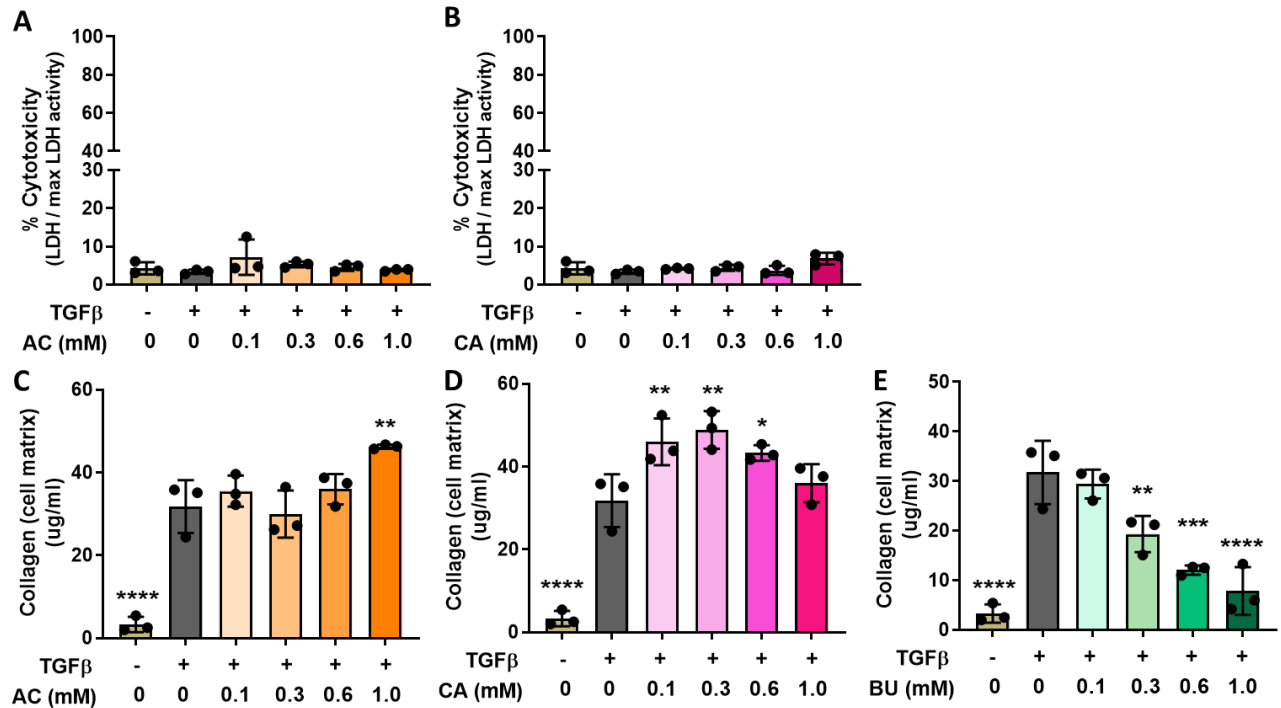 A
% Cytotoxicity
(LDH / max LDH activity)
100
80
60
40
30
20
10
0
TGFβ - + + + + +
AC (mM) 0 0 0.1 0.3 0.6 1.0
B
% Cytotoxicity
(LDH / max LDH activity)
100
80
60
40
30
20
10
0
TGFβ - + + + + +
CA (mM) 0 0 0.1 0.3 0.6 1.0
C
Collagen (cell matrix)
(ug/ml)
60
40
20
0
**** **
TGFβ - + + + + +
AC (mM) 0 0 0.1 0.3 0.6 1.0
D
Collagen (cell matrix)
(ug/ml)
60
40
20
0
**** ** ** *
TGFβ - + + + + +
CA (mM) 0 0 0.1 0.3 0.6 1.0
E
Collagen (cell matrix)
(ug/ml)
50
40
30
20
10
0
**** ** *** ****
TGFβ - + + + + +
BU (mM) 0 0 0.1 0.3 0.6 1.0